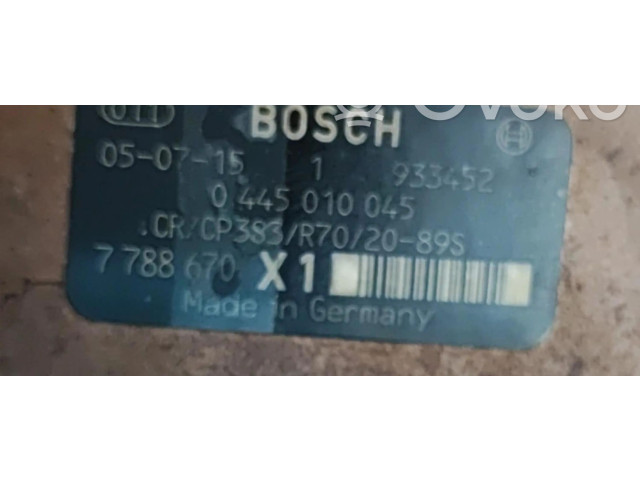 011 BOSCH
05-07-15 1 933452
0 445 010 045
CR/CP3S3/R70/20-89S
7 788 670 X1
Made in Germany